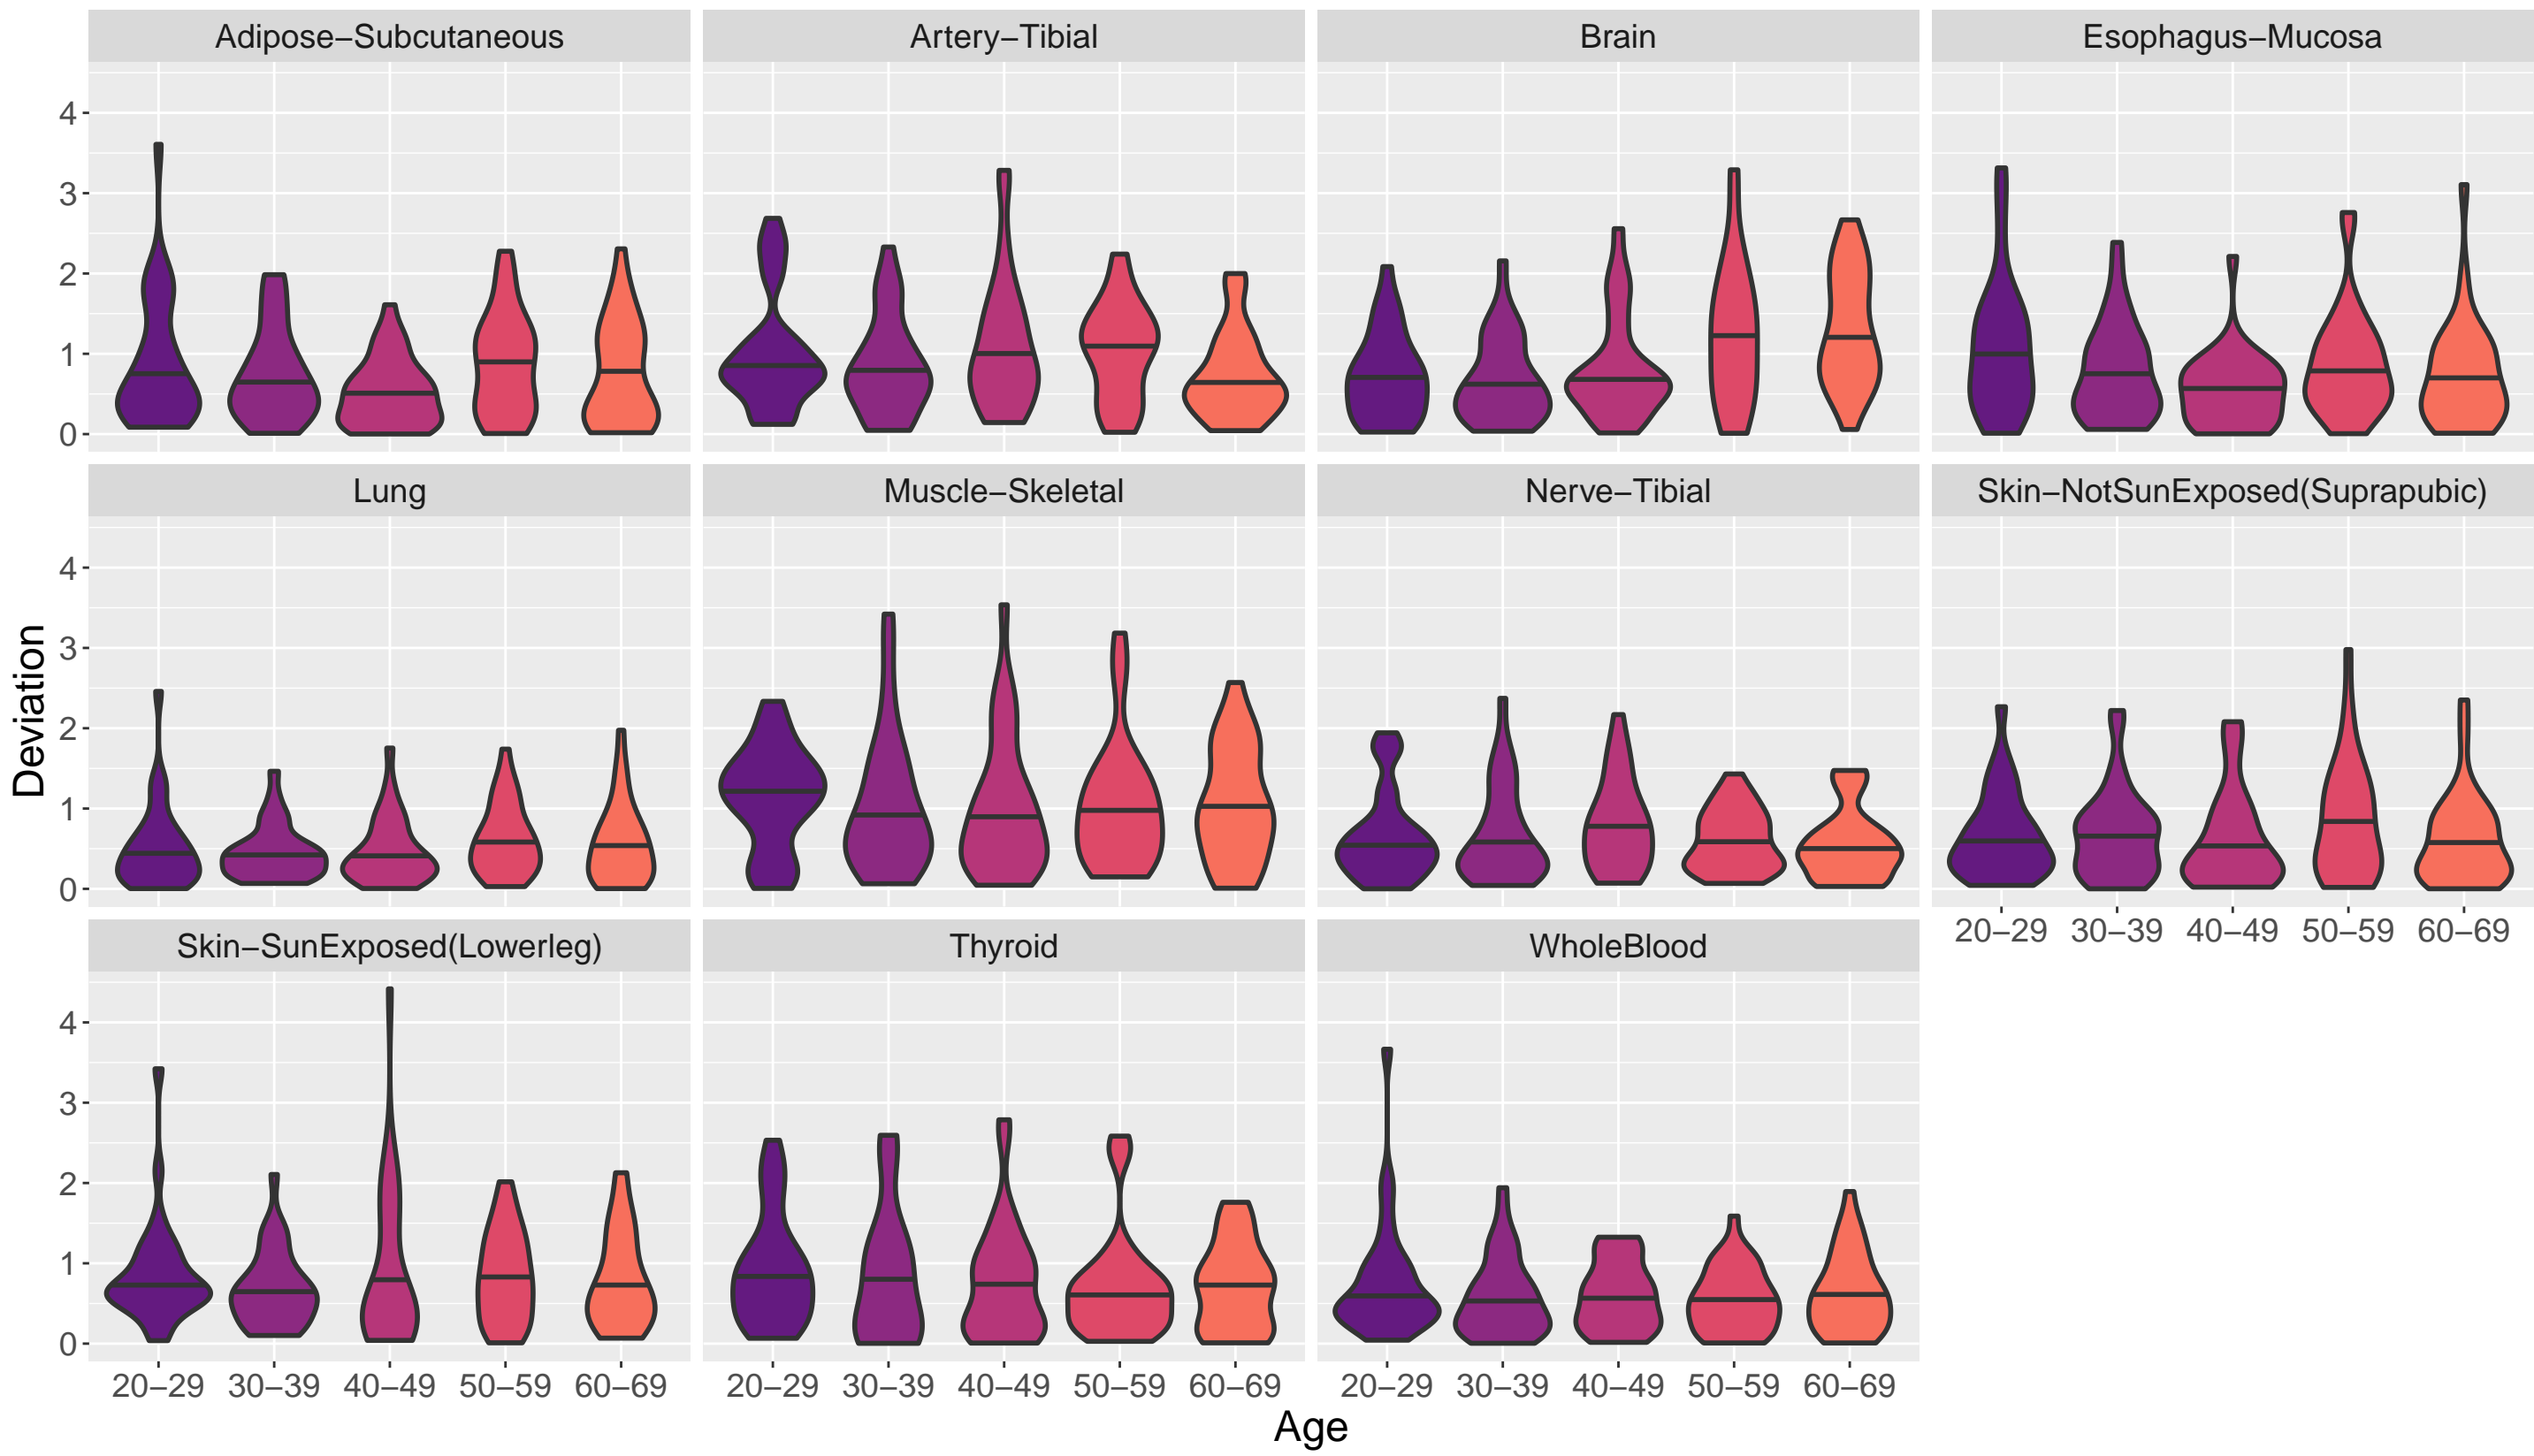 Adipose−Subcutaneous Artery−Tibial Brain Esophagus−Mucosa
4
3
2
1
0
Lung Muscle−Skeletal Nerve−Tibial Skin−NotSunExposed(Suprapubic)
4
3
2
1
0
20−29 30−39 40−49 50−59 60−69
Skin−SunExposed(Lowerleg) Thyroid WholeBlood
4
3
2
1
0
20−29 30−39 40−49 50−59 60−69 20−29 30−39 40−49 50−59 60−69 20−29 30−39 40−49 50−59 60−69
Deviation
Age